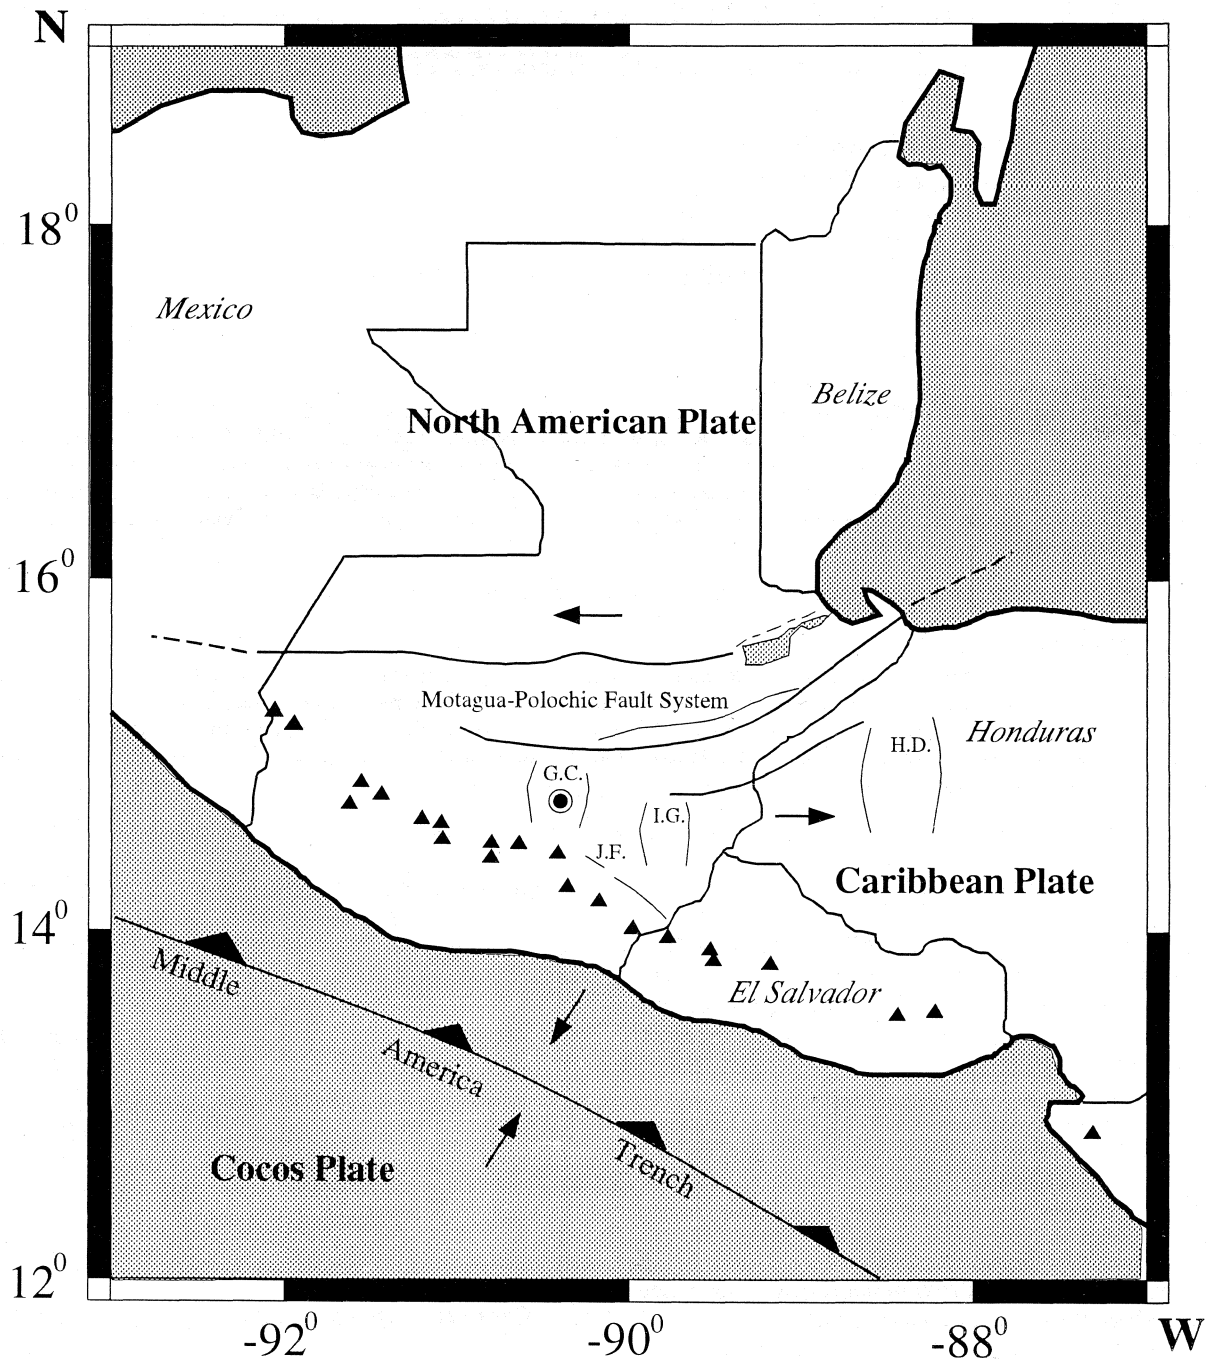 N
18⁰
Mexico
Belize
North American Plate
16⁰
Motagua-Polochic Fault System
Honduras
H.D.
G.C.
I.G.
J.F.
Caribbean Plate
14⁰
Middle
El Salvador
America
Trench
Cocos Plate
12⁰
-92⁰
-90⁰
-88⁰
W